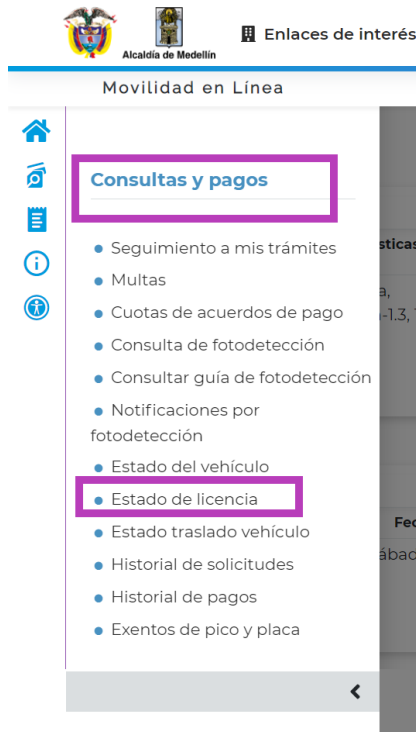 Alcaldía de Medellín
Enlaces de interés
Movilidad en Línea
Consultas y pagos
Seguimiento a mis trámites
Multas
Cuotas de acuerdos de pago
Consulta de fotodetección
Consultar guía de fotodetección
Notificaciones por
fotodetección
Estado del vehículo
Estado de licencia
Estado traslado vehículo
Historial de solicitudes
Historial de pagos
Exentos de pico y placa